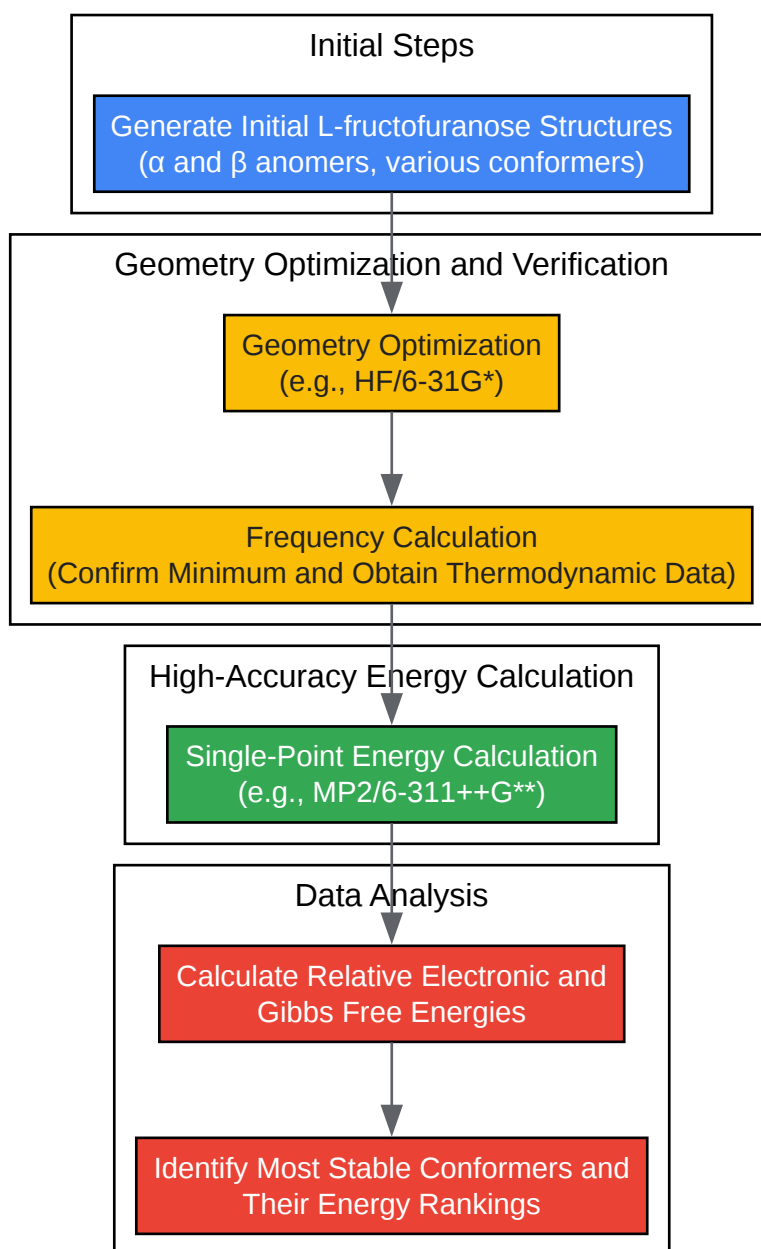 Initial Steps
Generate Initial L-fructofuranose Structures
(α and β anomers, various conformers)
Geometry Optimization and Verification
Geometry Optimization
(e.g., HF/6-31G*)
Frequency Calculation
(Confirm Minimum and Obtain Thermodynamic Data)
High-Accuracy Energy Calculation
Single-Point Energy Calculation
(e.g., MP2/6-311++G**)
Data Analysis
Calculate Relative Electronic and
Gibbs Free Energies
Identify Most Stable Conformers and
Their Energy Rankings